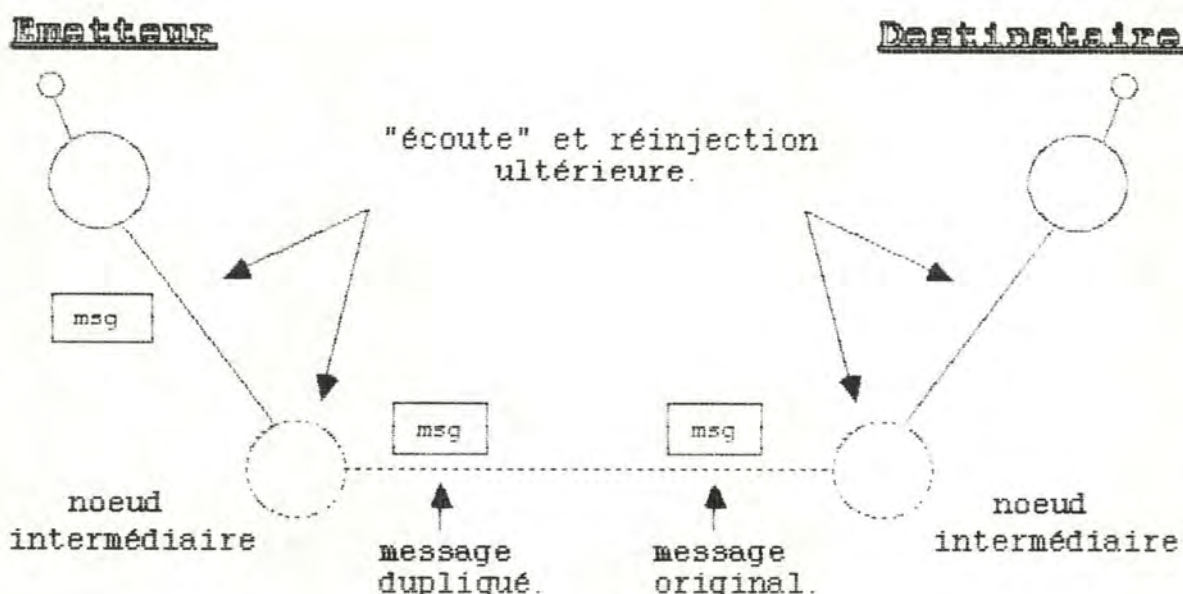 Emetteur
Destinataire
"écoute" et réinjection
ultérieure.
msg
msg
msg
noeud
intermédiaire
message
dupliqué.
message
original.
noeud
intermédiaire